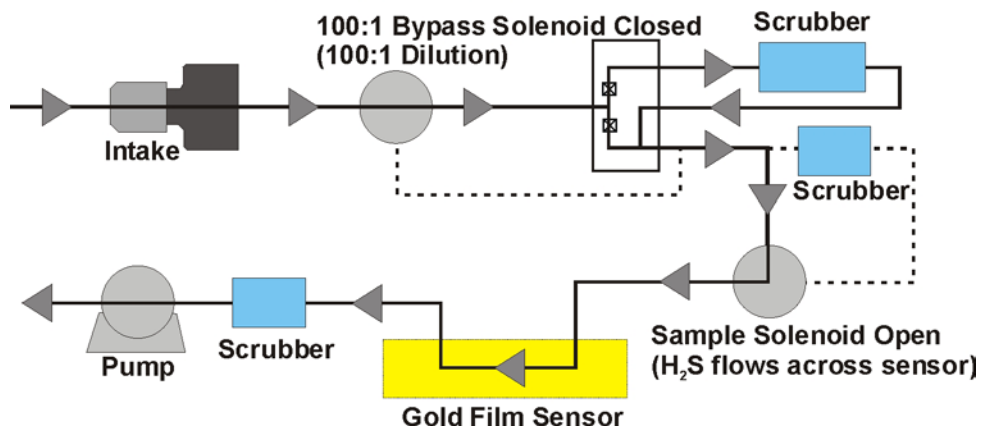 100:1 Bypass Solenoid Closed
(100:1 Dilution)
Scrubber
Intake
Scrubber
Pump
Scrubber
Sample Solenoid Open
(H₂S flows across sensor)
Gold Film Sensor